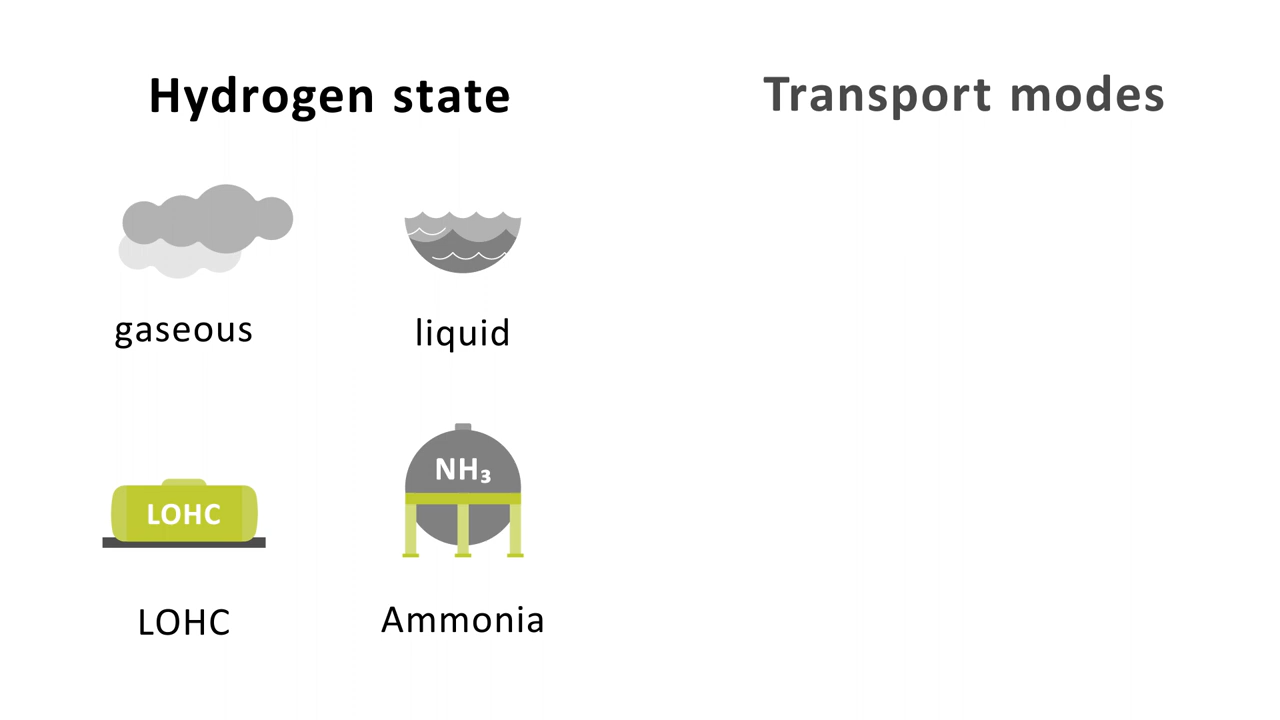 Hydrogen state
Transport modes
gaseous
liquid
LOHC
NH₃
LOHC
Ammonia